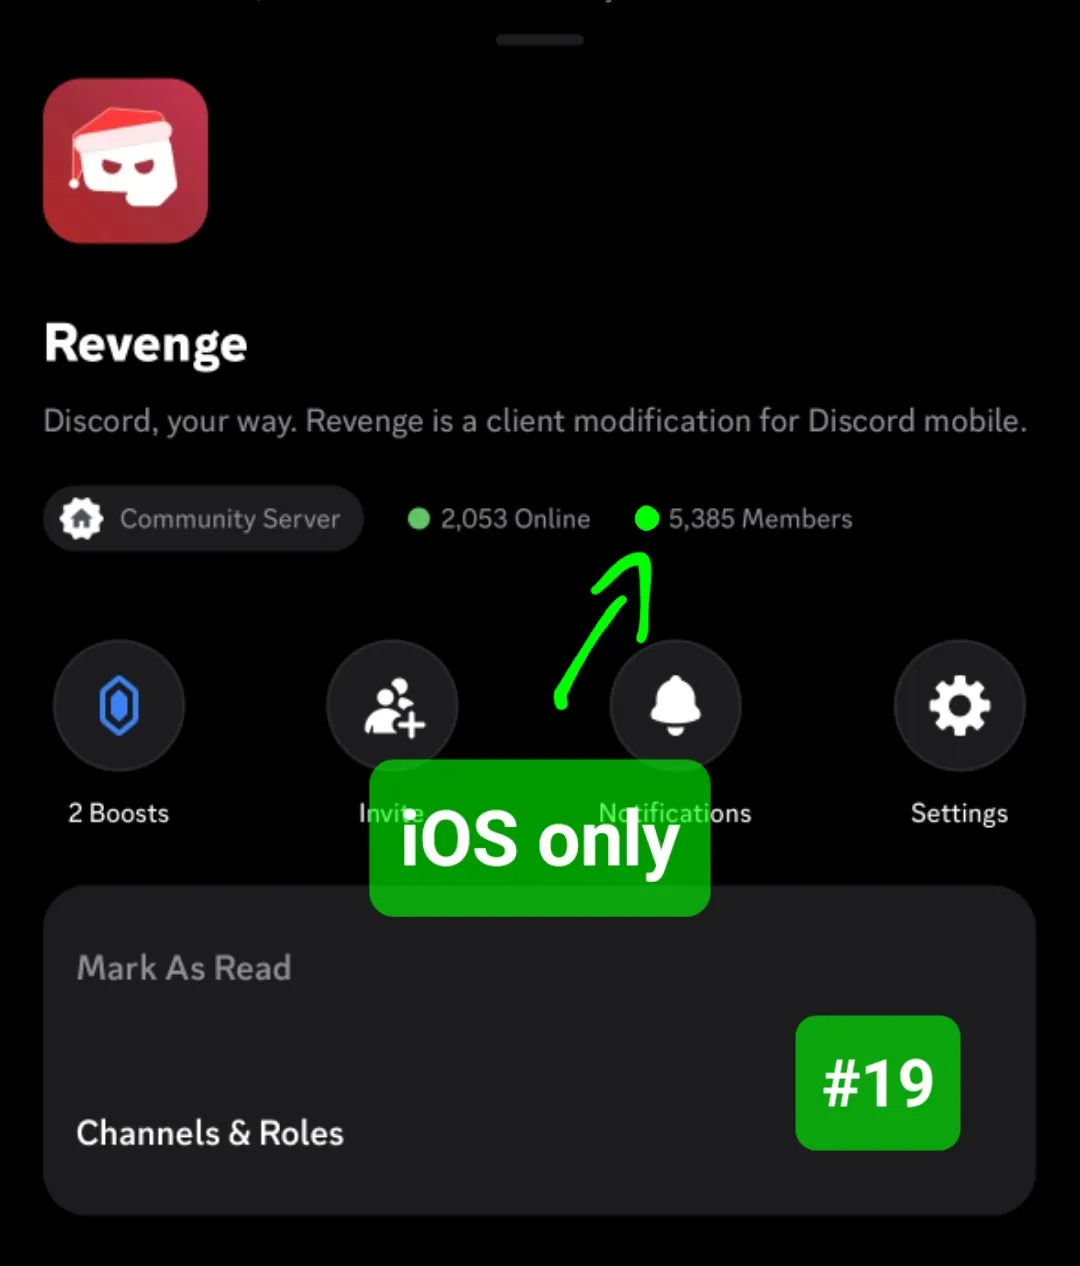 Revenge
Discord, your way. Revenge is a client modification for Discord mobile.
Community Server 2,053 Online 5,385 Members
2 Boosts Invite Notifications Settings
iOS only
Mark As Read
#19
Channels & Roles